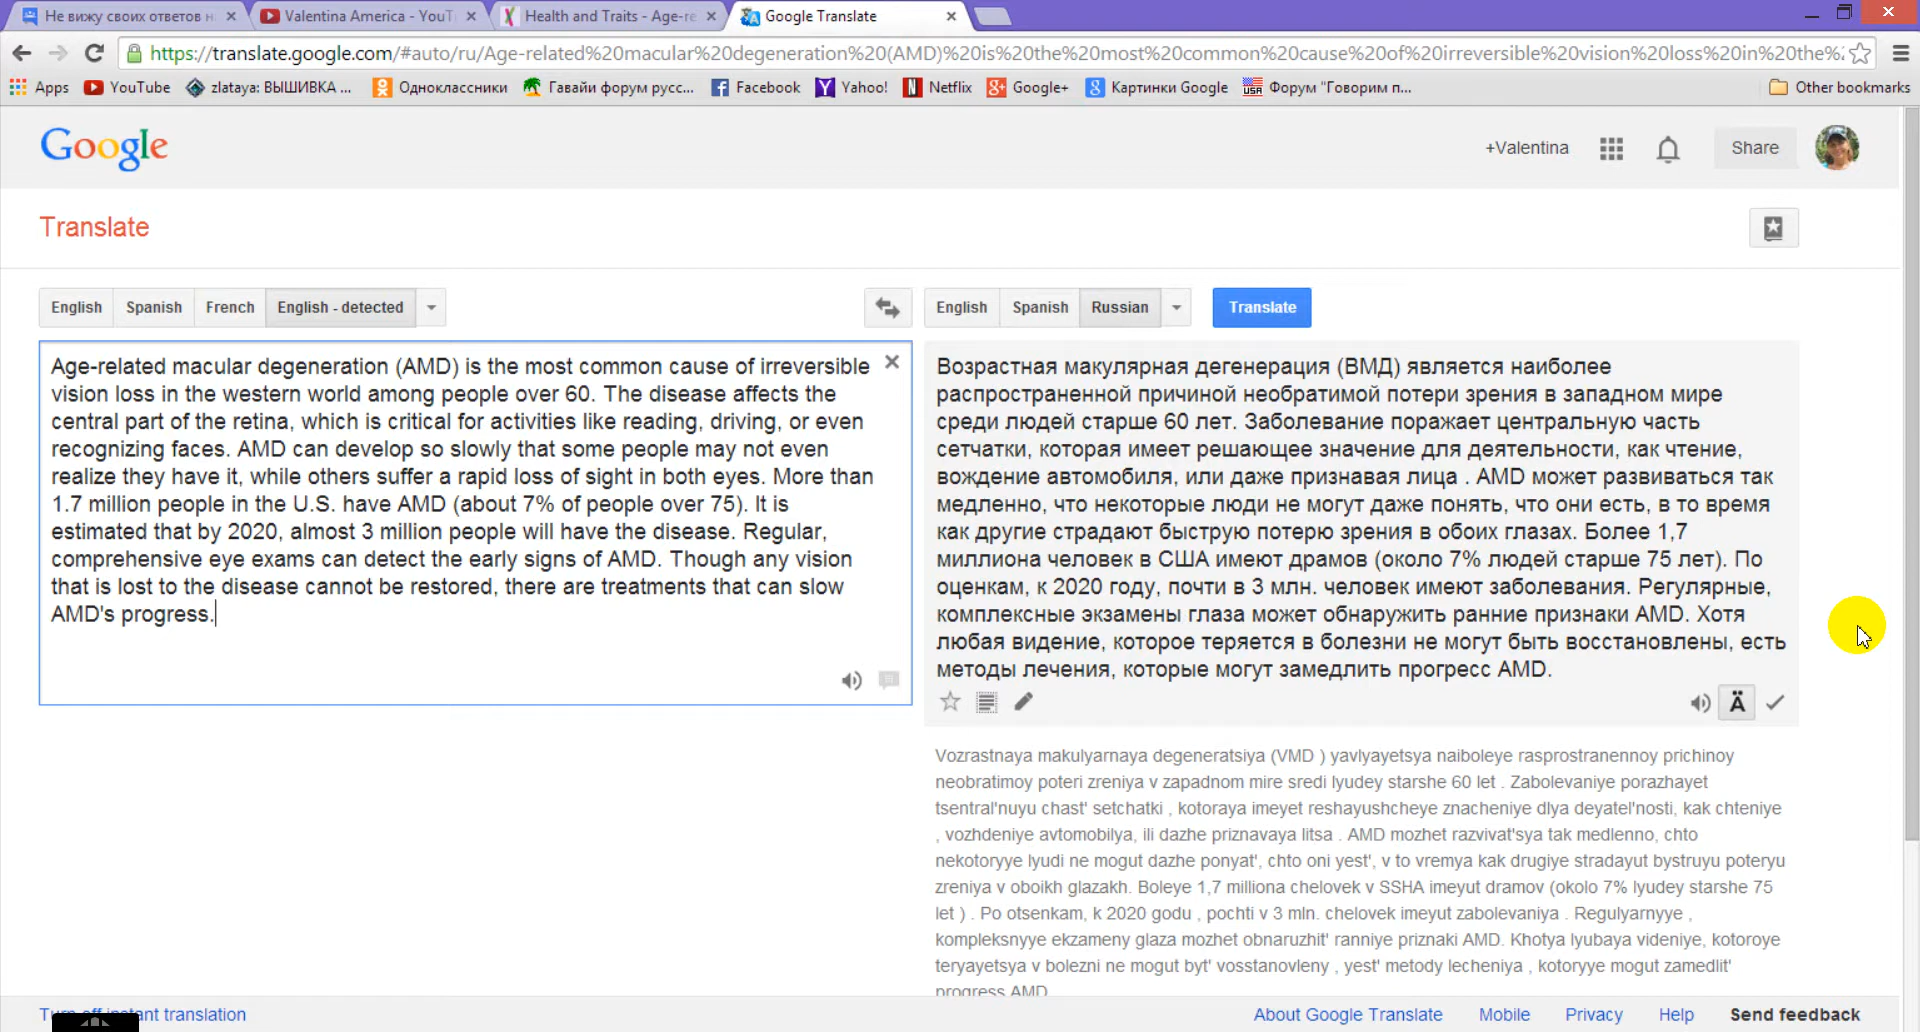 Не вижу своих ответов н
Valentina America - YouT
Health and Traits - Age-re
Google Translate
https://translate.google.com/#auto/ru/Age-related%20macular%20degeneration%20(AMD)%20is%20the%20most%20common%20cause%20of%20irreversible%20vision%20loss%20in%20the%
Apps YouTube zlataya: ВЫШИВКА ... Одноклассники Гавайи форум русс... Facebook Yahoo! Netflix Google+ Картинки Google Форум "Говорим п... Other bookmarks
Google +Valentina Share
Translate
English Spanish French English - detected English Spanish Russian Translate
Age-related macular degeneration (AMD) is the most common cause of irreversible
vision loss in the western world among people over 60. The disease affects the
central part of the retina, which is critical for activities like reading, driving, or even
recognizing faces. AMD can develop so slowly that some people may not even
realize they have it, while others suffer a rapid loss of sight in both eyes. More than
1.7 million people in the U.S. have AMD (about 7% of people over 75). It is
estimated that by 2020, almost 3 million people will have the disease. Regular,
comprehensive eye exams can detect the early signs of AMD. Though any vision
that is lost to the disease cannot be restored, there are treatments that can slow
AMD's progress.
Возрастная макулярная дегенерация (ВМД) является наиболее
распространенной причиной необратимой потери зрения в западном мире
среди людей старше 60 лет. Заболевание поражает центральную часть
сетчатки, которая имеет решающее значение для деятельности, как чтение,
вождение автомобиля, или даже признавая лица . AMD может развиваться так
медленно, что некоторые люди не могут даже понять, что они есть, в то время
как другие страдают быструю потерю зрения в обоих глазах. Более 1,7
миллиона человек в США имеют драмов (около 7% людей старше 75 лет). По
оценкам, к 2020 году, почти в 3 млн. человек имеют заболевания. Регулярные,
комплексные экзамены глаза может обнаружить ранние признаки AMD. Хотя
любая видение, которое теряется в болезни не могут быть восстановлены, есть
методы лечения, которые могут замедлить прогресс AMD.
Ä
Vozrastnaya makulyarnaya degeneratsiya (VMD ) yavlyayetsya naiboleye rasprostranennoy prichinoy
neobratimoy poteri zreniya v zapadnom mire sredi lyudey starshe 60 let . Zabolevaniye porazhayet
tsentral'nuyu chast' setchatki , kotoraya imeyet reshayushcheye znacheniye dlya deyatel'nosti, kak chteniye
, vozhdeniye avtomobilya, ili dazhe priznavaya litsa . AMD mozhet razvivat'sya tak medlenno, chto
nekotoryye lyudi ne mogut dazhe ponyat', chto oni yest', v to vremya kak drugiye stradayut bystruyu poteryu
zreniya v oboikh glazakh. Boleye 1,7 milliona chelovek v SSHA imeyut dramov (okolo 7% lyudey starshe 75
let ) . Po otsenkam, k 2020 godu , pochti v 3 mln. chelovek imeyut zabolevaniya . Regulyarnyye ,
kompleksnyye ekzameny glaza mozhet obnaruzhit' ranniye priznaki AMD. Khotya lyubaya videniye, kotoroye
teryayetsya v bolezni ne mogut byt' vosstanovleny , yest' metody lecheniya , kotoryye mogut zamedlit'
progress AMD
Turn off instant translation About Google Translate Mobile Privacy Help Send feedback